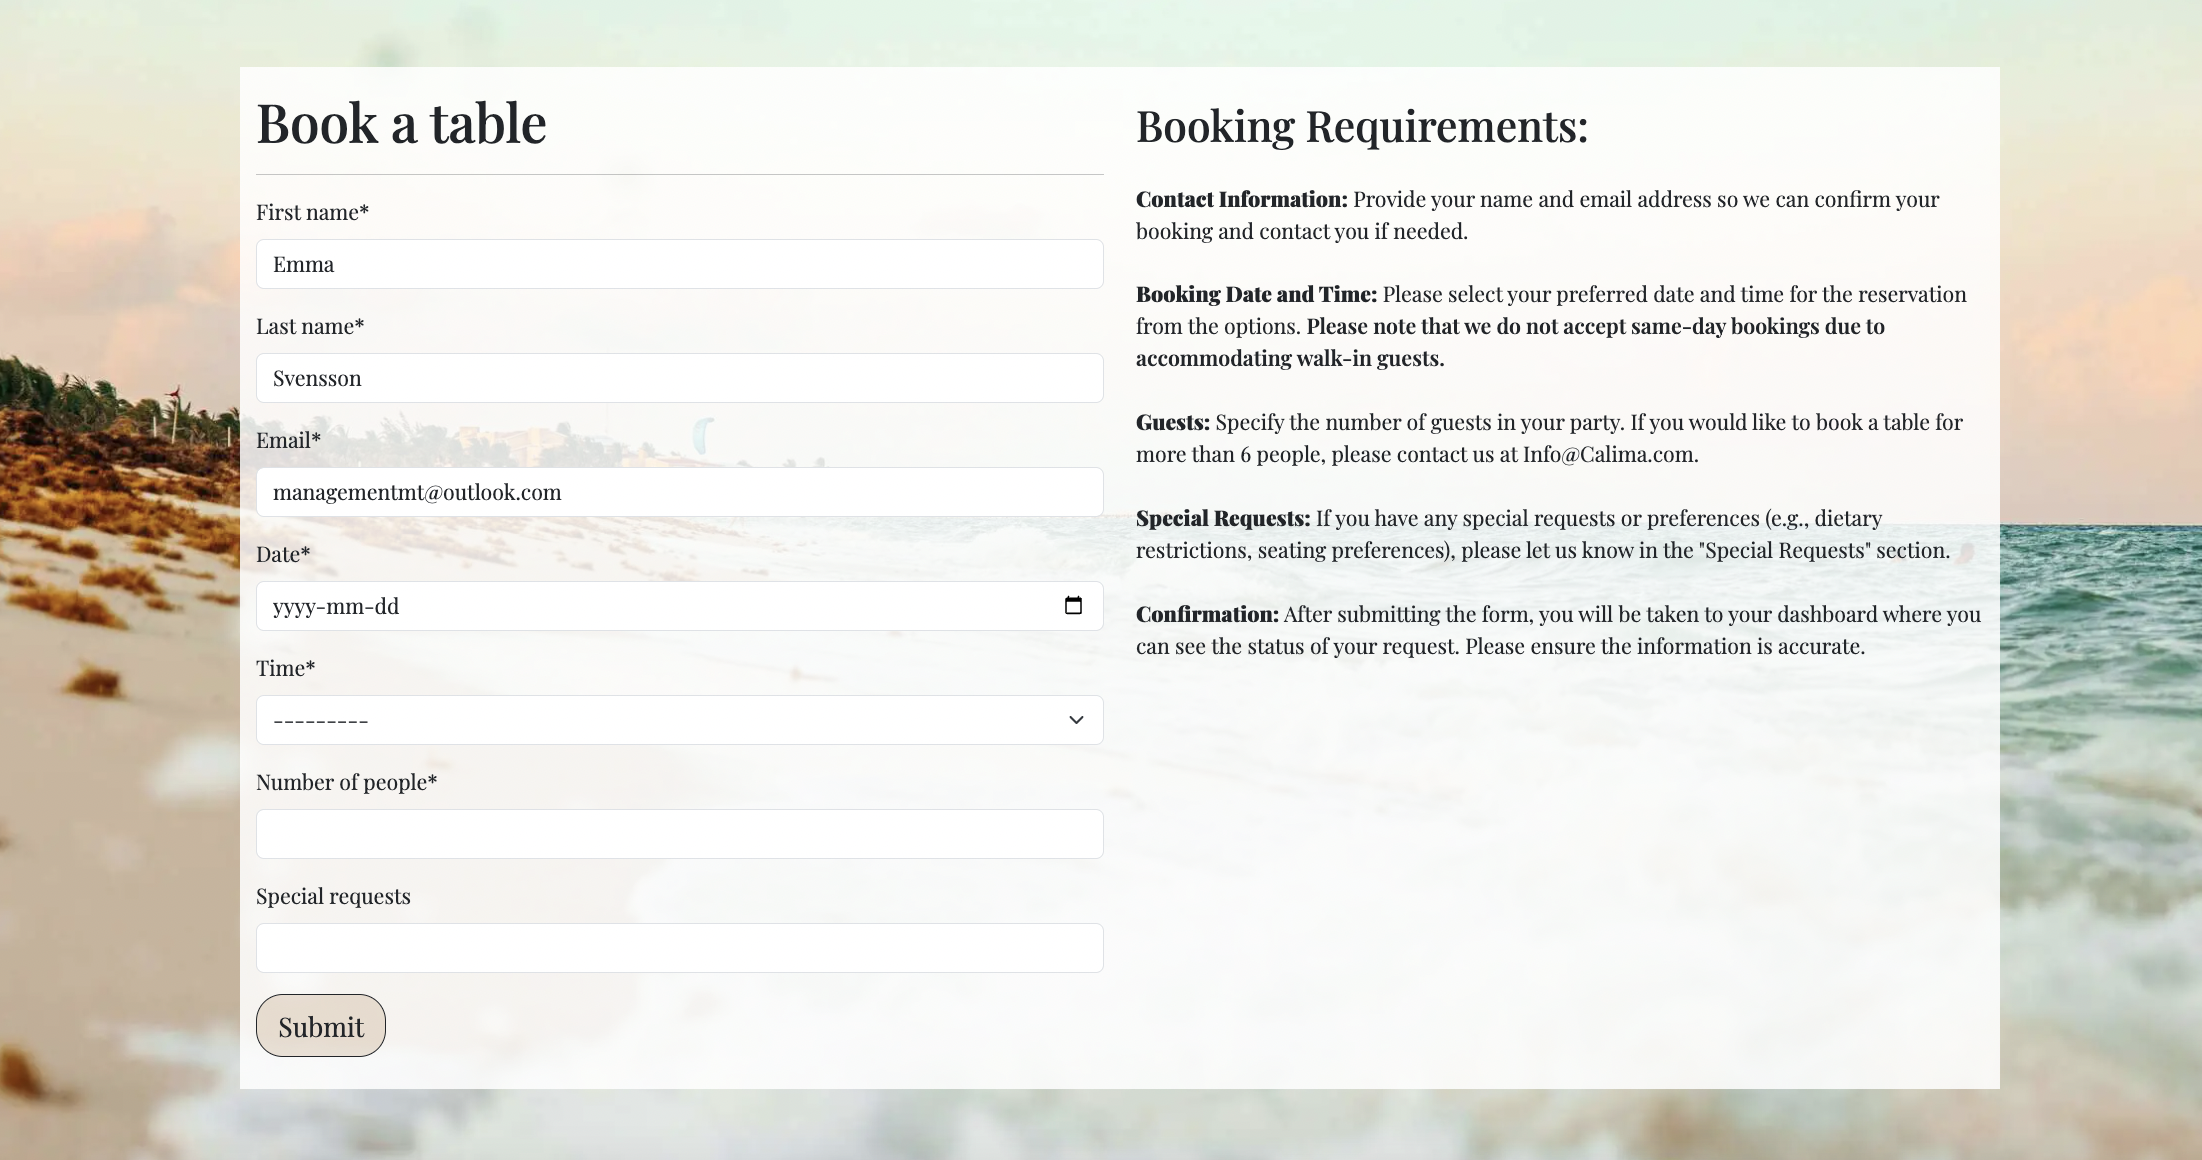 Book a table
First name*
Emma
Last name*
Svensson
Email*
managementmt@outlook.com
Date*
yyyy-mm-dd
Time*
---------
Number of people*
Special requests
Submit
Booking Requirements:
Contact Information: Provide your name and email address so we can confirm your
booking and contact you if needed.
Booking Date and Time: Please select your preferred date and time for the reservation
from the options. Please note that we do not accept same-day bookings due to
accommodating walk-in guests.
Guests: Specify the number of guests in your party. If you would like to book a table for
more than 6 people, please contact us at Info@Calima.com.
Special Requests: If you have any special requests or preferences (e.g., dietary
restrictions, seating preferences), please let us know in the "Special Requests" section.
Confirmation: After submitting the form, you will be taken to your dashboard where you
can see the status of your request. Please ensure the information is accurate.